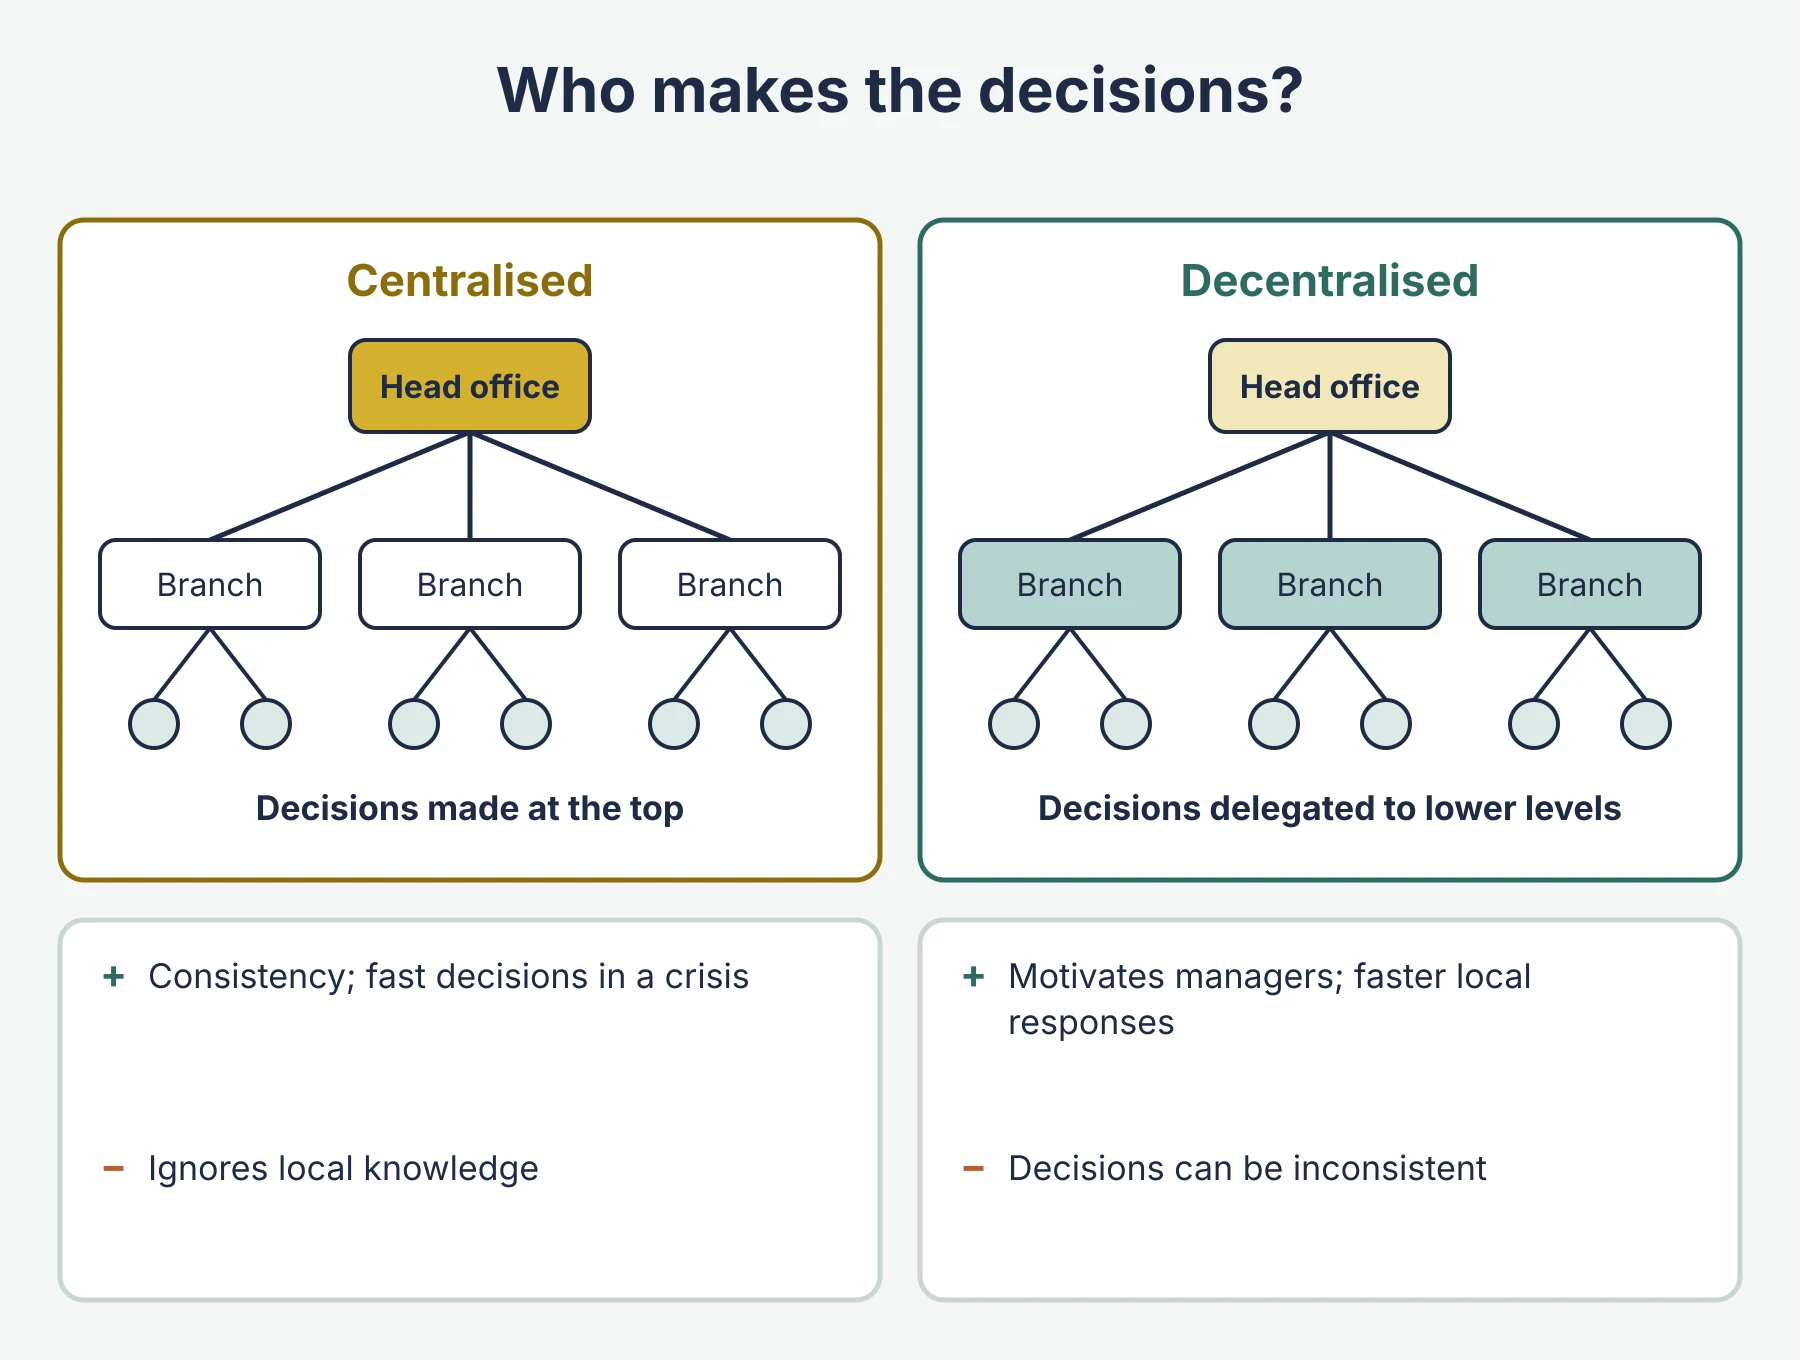 Who makes the decisions?
Centralised
Head office
Branch
Branch
Branch
Decisions made at the top
Decentralised
Head office
Branch
Branch
Branch
Decisions delegated to lower levels
+ Consistency; fast decisions in a crisis
− Ignores local knowledge
+ Motivates managers; faster local
responses
− Decisions can be inconsistent